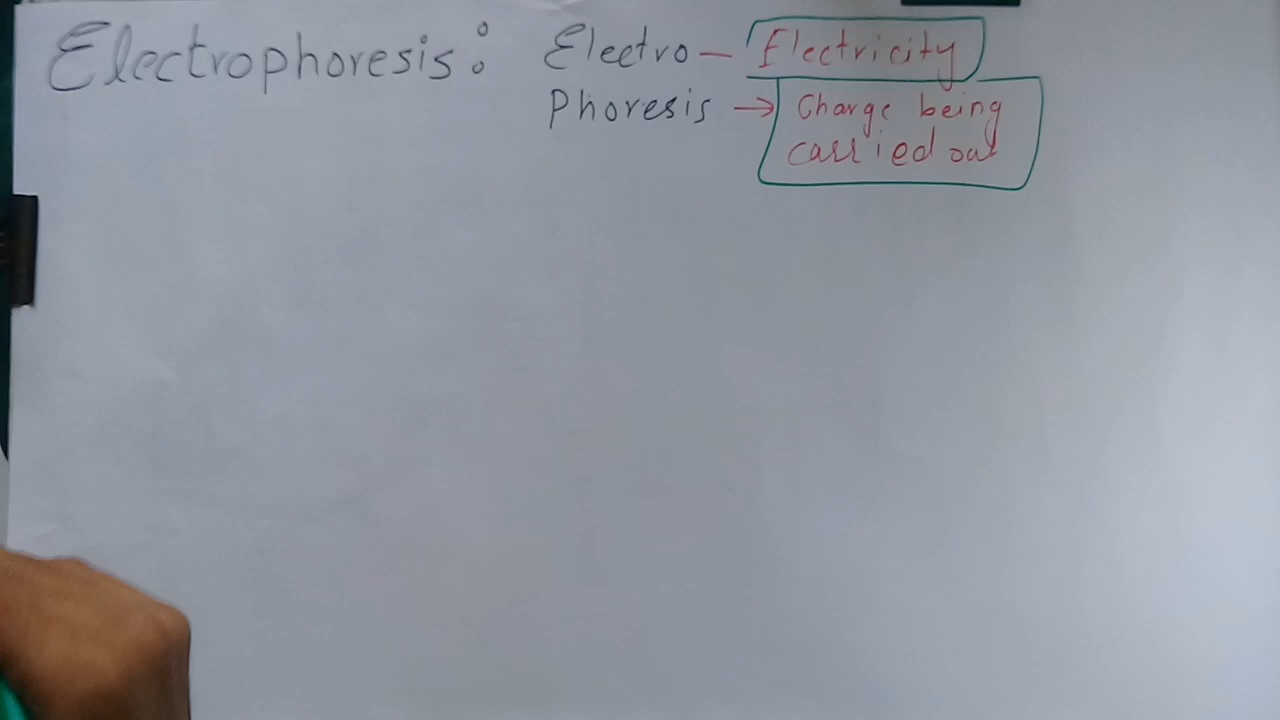 Electrophoresis: Electro – Electricity
Phoresis → Charge being
carried out